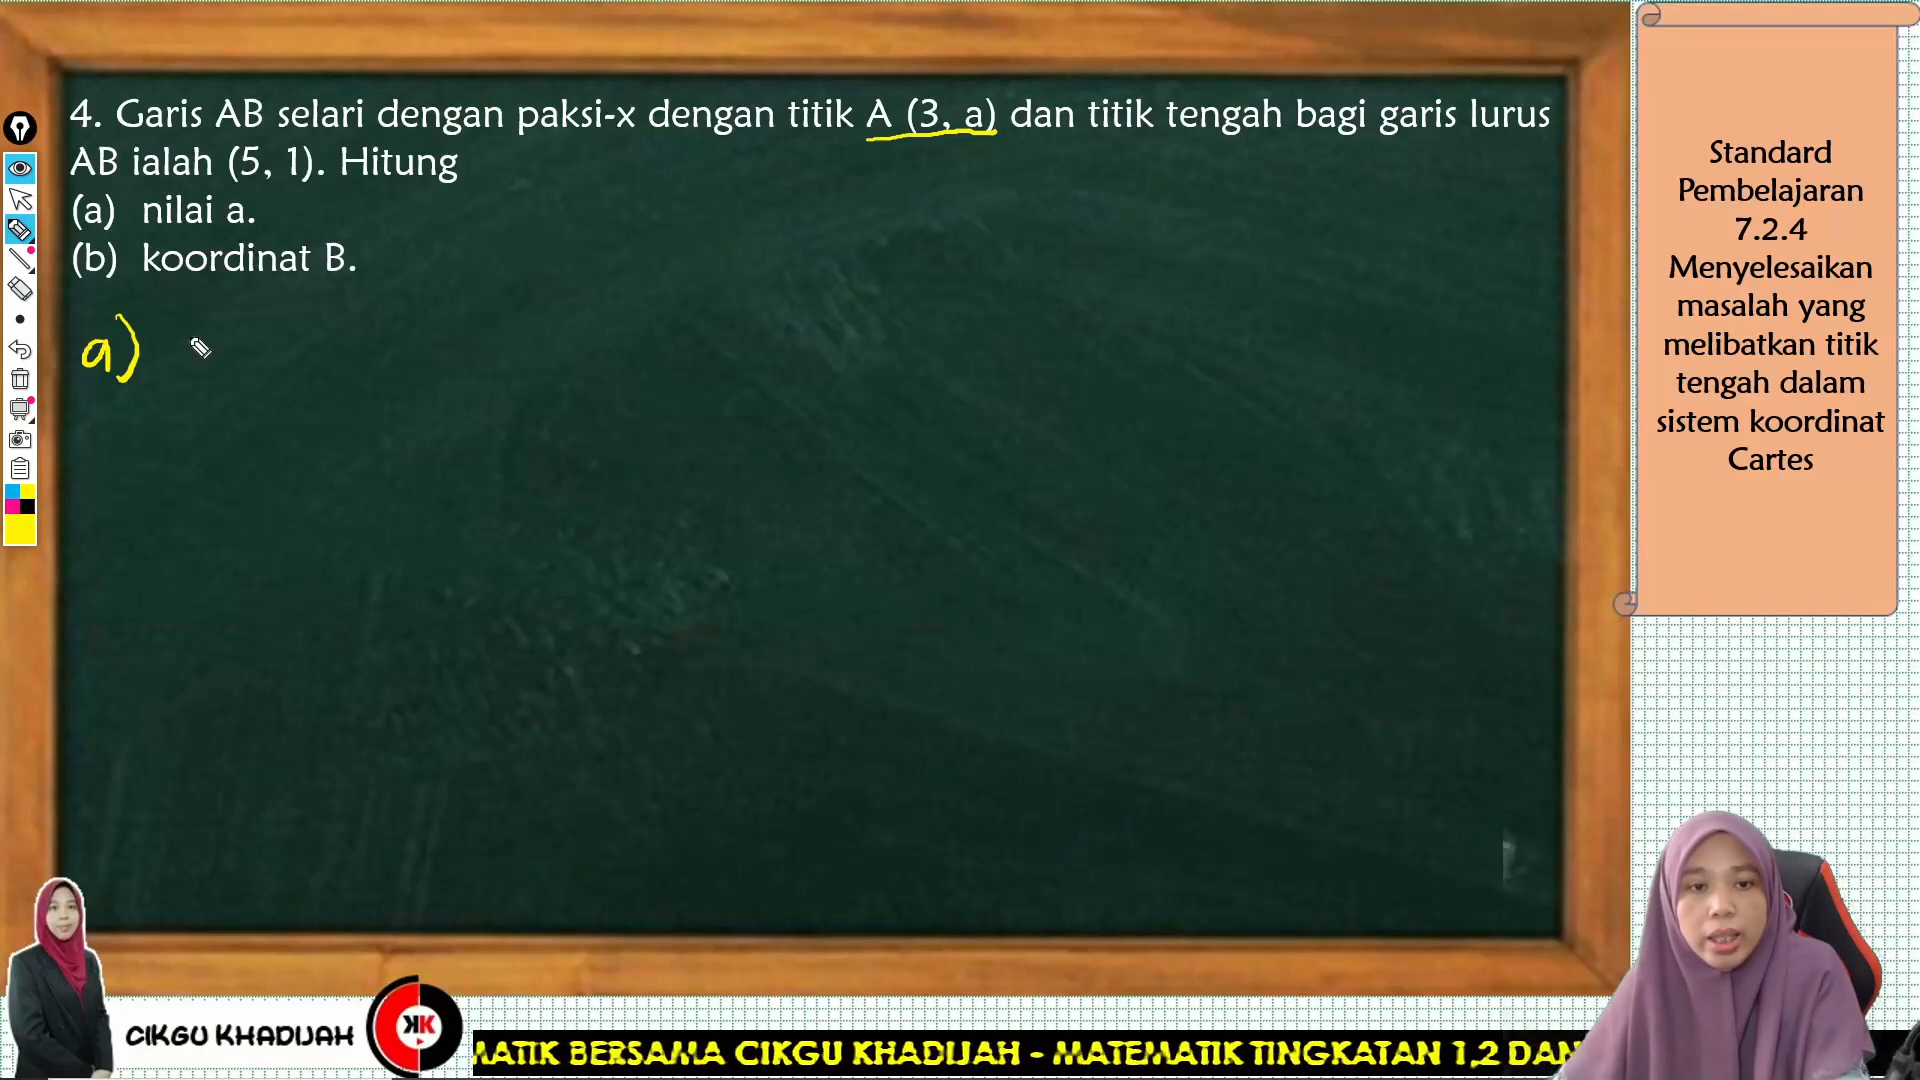 4. Garis AB selari dengan paksi-x dengan titik A (3, a) dan titik tengah bagi garis lurus
AB ialah (5, 1). Hitung
(a) nilai a.
(b) koordinat B.
a)
Standard
Pembelajaran
7.2.4
Menyelesaikan
masalah yang
melibatkan titik
tengah dalam
sistem koordinat
Cartes
CIKGU KHADIJAH
KK
BERSAMA CIKGU KHADIJAH - MATEMATIK TINGKATAN 1,2 DAN